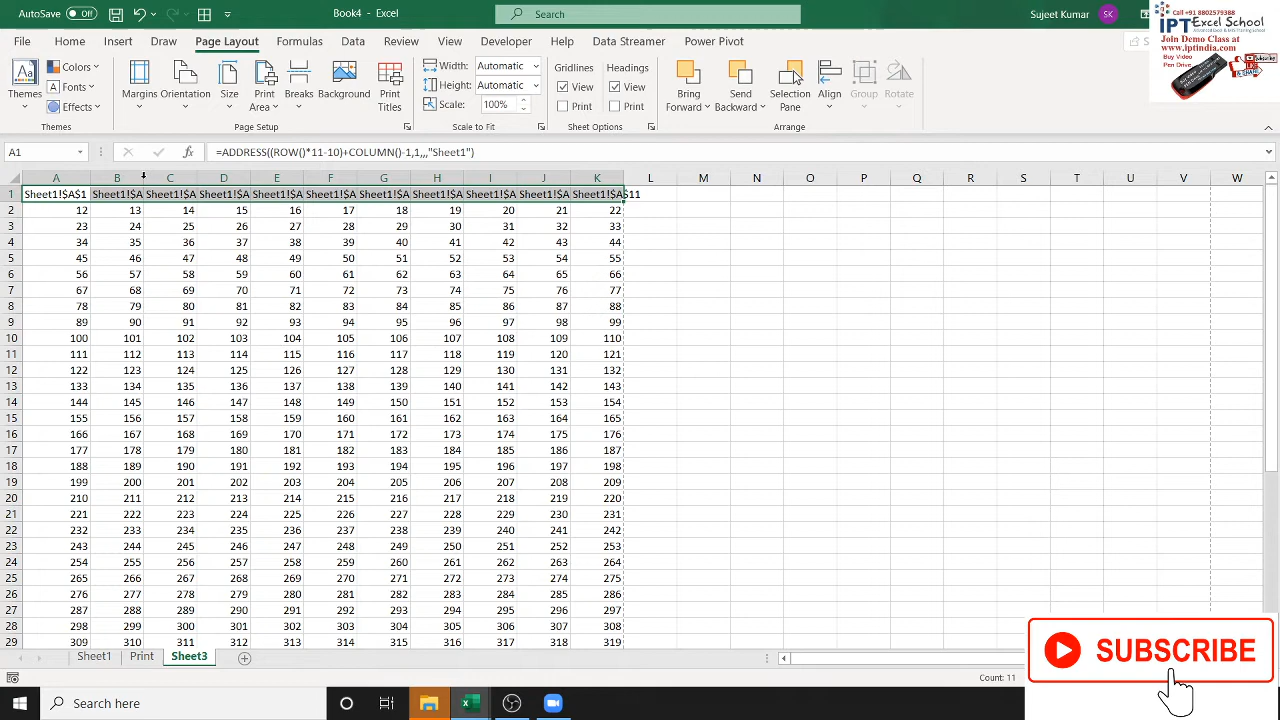 AutoSave Off Book4 - Excel Search Sujeet Kumar SK
Call +91 8802579388
IPT Excel School
Advanced Excel & MIS Training School
Join Demo Class at
www.iptindia.com
Buy Video
Pen Drive
File Home Insert Draw Page Layout Formulas Data Review View Developer Help Data Streamer Power Pivot
Themes
Colors
Fonts
Effects
Themes
Margins
Orientation
Size
Print Area
Breaks
Background
Print Titles
Page Setup
Width: Automatic
Height: Automatic
Scale: 100%
Scale to Fit
Gridlines Headings
View View
Print Print
Sheet Options
Bring Forward
Send Backward
Selection Pane
Align
Group
Rotate
Arrange
A1 fx =ADDRESS((ROW()*11-10)+COLUMN()-1,1,,,"Sheet1")
A B C D E F G H I J K L M N O P Q R S T U V W
1 Sheet1!$A$1 Sheet1!$A Sheet1!$A Sheet1!$A Sheet1!$A Sheet1!$A Sheet1!$A Sheet1!$A Sheet1!$A Sheet1!$A Sheet1!$A$11
2 12 13 14 15 16 17 18 19 20 21 22
3 23 24 25 26 27 28 29 30 31 32 33
4 34 35 36 37 38 39 40 41 42 43 44
5 45 46 47 48 49 50 51 52 53 54 55
6 56 57 58 59 60 61 62 63 64 65 66
7 67 68 69 70 71 72 73 74 75 76 77
8 78 79 80 81 82 83 84 85 86 87 88
9 89 90 91 92 93 94 95 96 97 98 99
10 100 101 102 103 104 105 106 107 108 109 110
11 111 112 113 114 115 116 117 118 119 120 121
12 122 123 124 125 126 127 128 129 130 131 132
13 133 134 135 136 137 138 139 140 141 142 143
14 144 145 146 147 148 149 150 151 152 153 154
15 155 156 157 158 159 160 161 162 163 164 165
16 166 167 168 169 170 171 172 173 174 175 176
17 177 178 179 180 181 182 183 184 185 186 187
18 188 189 190 191 192 193 194 195 196 197 198
19 199 200 201 202 203 204 205 206 207 208 209
20 210 211 212 213 214 215 216 217 218 219 220
21 221 222 223 224 225 226 227 228 229 230 231
22 232 233 234 235 236 237 238 239 240 241 242
23 243 244 245 246 247 248 249 250 251 252 253
24 254 255 256 257 258 259 260 261 262 263 264
25 265 266 267 268 269 270 271 272 273 274 275
26 276 277 278 279 280 281 282 283 284 285 286
27 287 288 289 290 291 292 293 294 295 296 297
28 298 299 300 301 302 303 304 305 306 307 308
29 309 310 311 312 313 314 315 316 317 318 319
Sheet1 Print Sheet3
SUBSCRIBE
Count: 11
Search